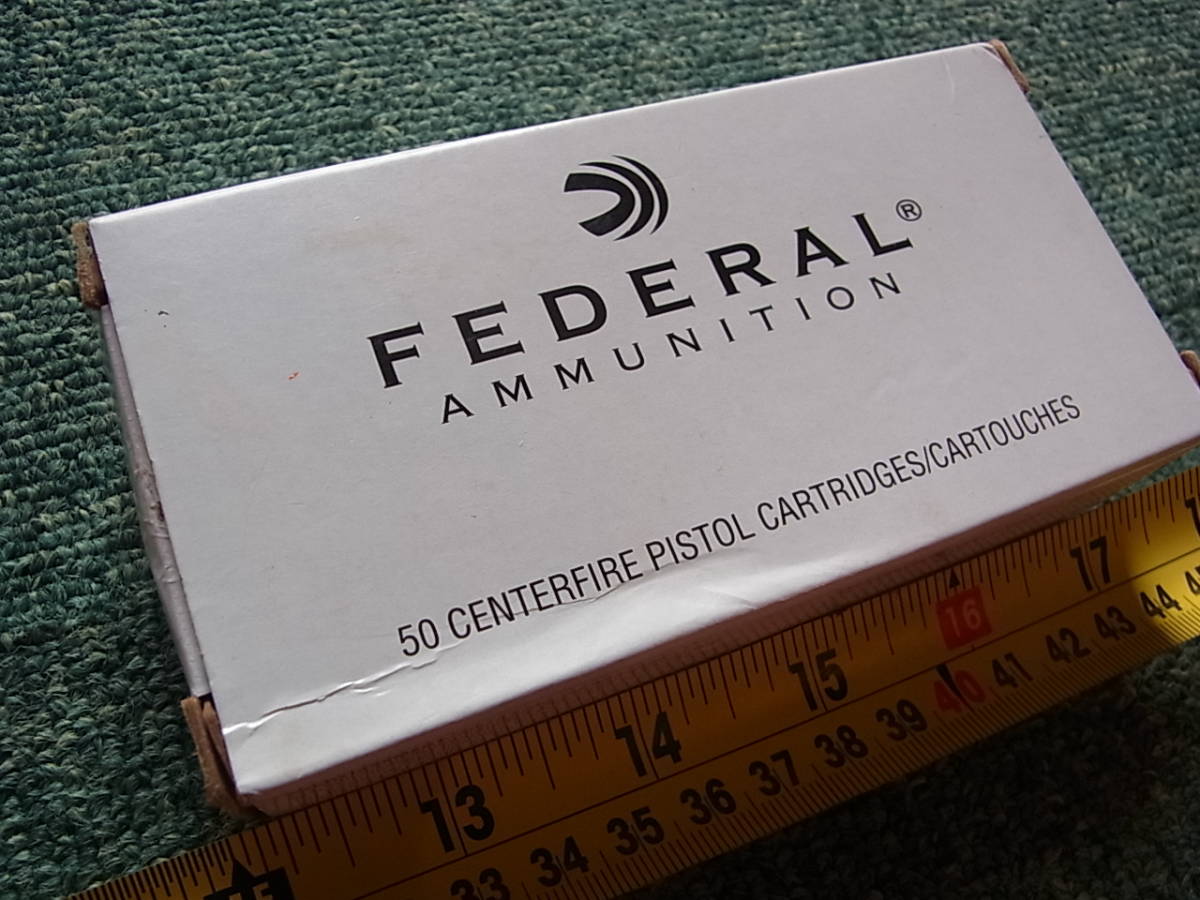 FEDERAL®
AMMUNITION
50 CENTERFIRE PISTOL CARTRIDGES/CARTOUCHES
13 14 15 16 17
33 34 35 36 37 38 39 40 41 42 43 44